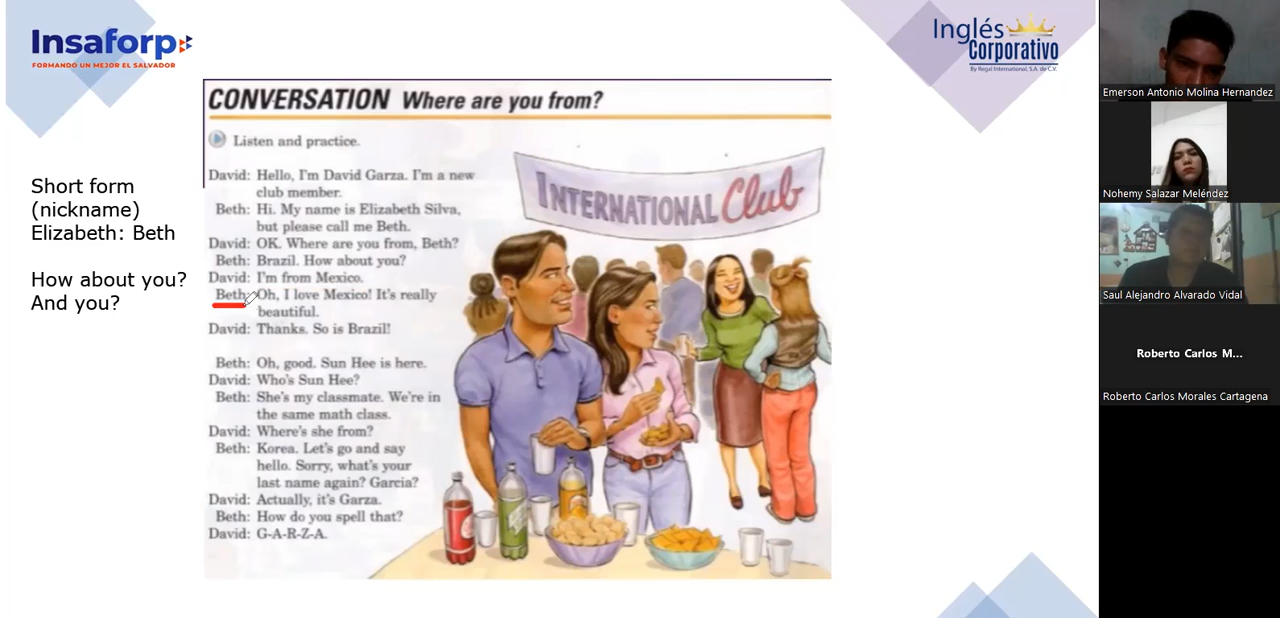 Insaforp
FORMANDO UN MEJOR EL SALVADOR
Inglés
Corporativo
By Regal International, S.A. de C.V.
Short form
(nickname)
Elizabeth: Beth
How about you?
And you?
CONVERSATION Where are you from?
Listen and practice.
David: Hello, I'm David Garza. I'm a new
club member.
Beth: Hi. My name is Elizabeth Silva,
but please call me Beth.
David: OK. Where are you from, Beth?
Beth: Brazil. How about you?
David: I'm from Mexico.
Beth: Oh, I love Mexico! It's really
beautiful.
David: Thanks. So is Brazil!
Beth: Oh, good. Sun Hee is here.
David: Who's Sun Hee?
Beth: She's my classmate. We're in
the same math class.
David: Where's she from?
Beth: Korea. Let's go and say
hello. Sorry, what's your
last name again? Garcia?
David: Actually, it's Garza.
Beth: How do you spell that?
David: G-A-R-Z-A.
INTERNATIONAL Club
Emerson Antonio Molina Hernandez
Nohemy Salazar Meléndez
Saul Alejandro Alvarado Vidal
Roberto Carlos M...
Roberto Carlos Morales Cartagena